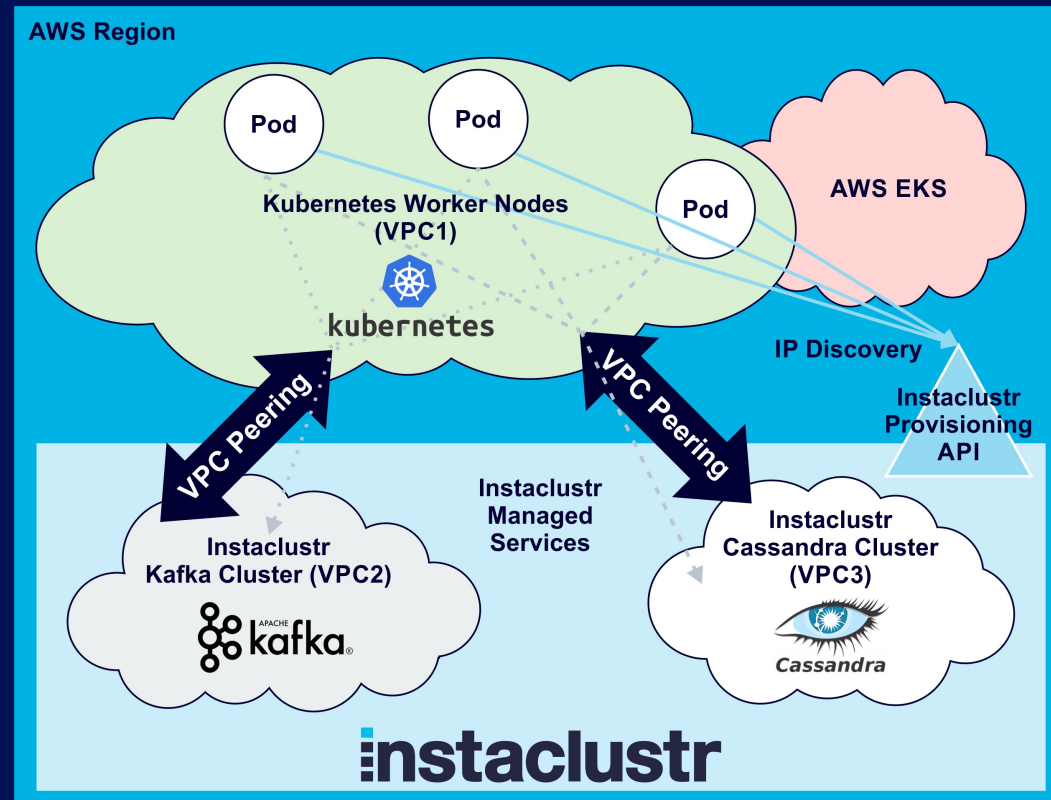 AWS Region
Pod
Pod
Pod
AWS EKS
Kubernetes Worker Nodes
(VPC1)
kubernetes
IP Discovery
Instaclustr
Provisioning
API
VPC Peering
VPC Peering
Instaclustr
Managed
Services
Instaclustr
Kafka Cluster (VPC2)
APACHE
kafka®
Instaclustr
Cassandra Cluster
(VPC3)
Cassandra
instaclustr